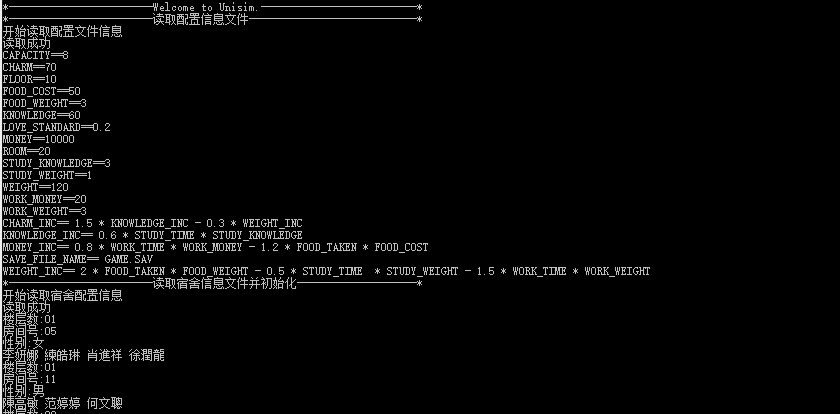 *------------------------Welcome to Unisim.--------------------------*
*------------------------读取配置信息文件----------------------------*
开始读取配置文件信息
读取成功
CAPACITY==8
CHARM==70
FLOOR==10
FOOD_COST==50
FOOD_WEIGHT==3
KNOWLEDGE==60
LOVE_STANDARD==0.2
MONEY==10000
ROOM==20
STUDY_KNOWLEDGE==3
STUDY_WEIGHT==1
WEIGHT==120
WORK_MONEY==20
WORK_WEIGHT==3
CHARM_INC== 1.5 * KNOWLEDGE_INC - 0.3 * WEIGHT_INC
KNOWLEDGE_INC== 0.6 * STUDY_TIME * STUDY_KNOWLEDGE
MONEY_INC== 0.8 * WORK_TIME * WORK_MONEY - 1.2 * FOOD_TAKEN * FOOD_COST
SAVE_FILE_NAME== GAME.SAV
WEIGHT_INC== 2 * FOOD_TAKEN * FOOD_WEIGHT - 0.5 * STUDY_TIME  * STUDY_WEIGHT - 1.5 * WORK_TIME * WORK_WEIGHT
*------------------------读取宿舍信息文件并初始化--------------------*
开始读取宿舍配置信息
读取成功
楼层数:01
房间号:05
性别:女
李妍娜 練皓琳 肖進祥 徐潤龍
楼层数:01
房间号:11
性别:男
陳高敏 范婷婷 何文聰